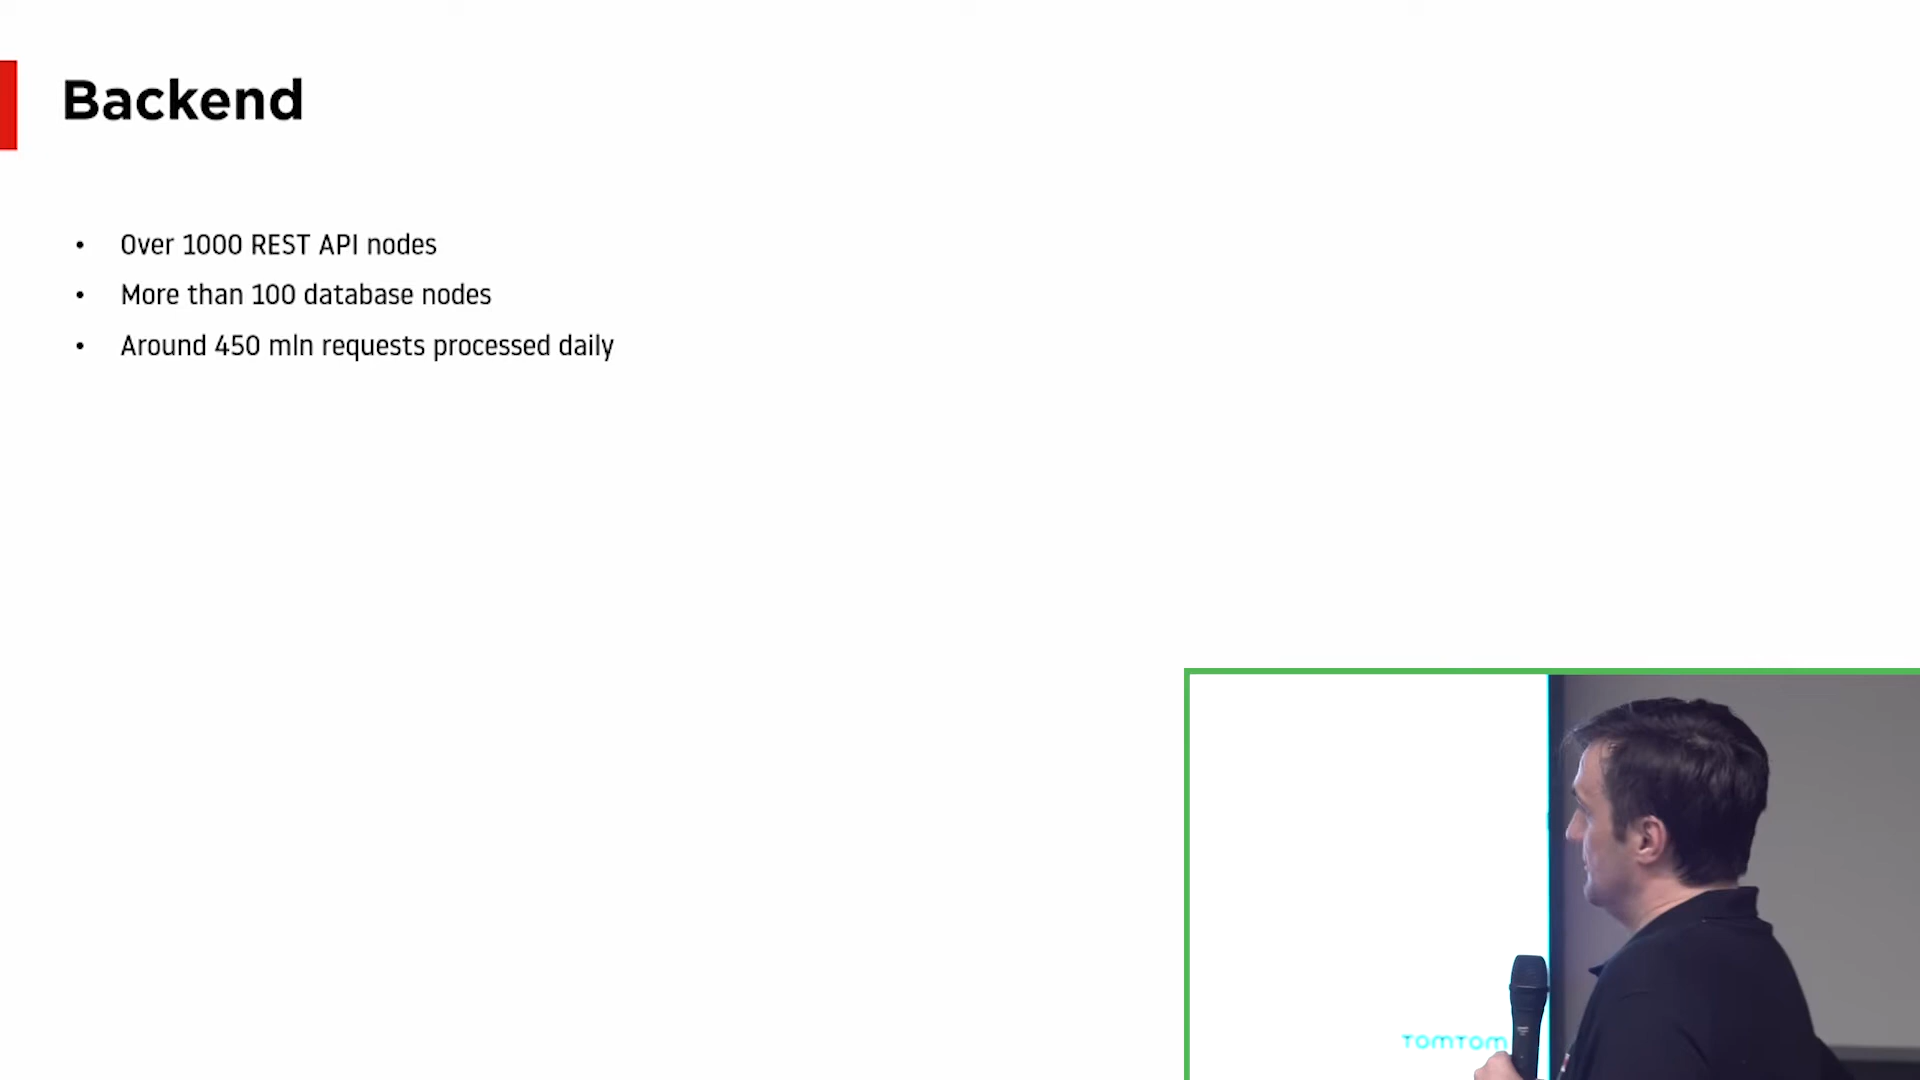 Backend
• Over 1000 REST API nodes
• More than 100 database nodes
• Around 450 mln requests processed daily
TOMTOM